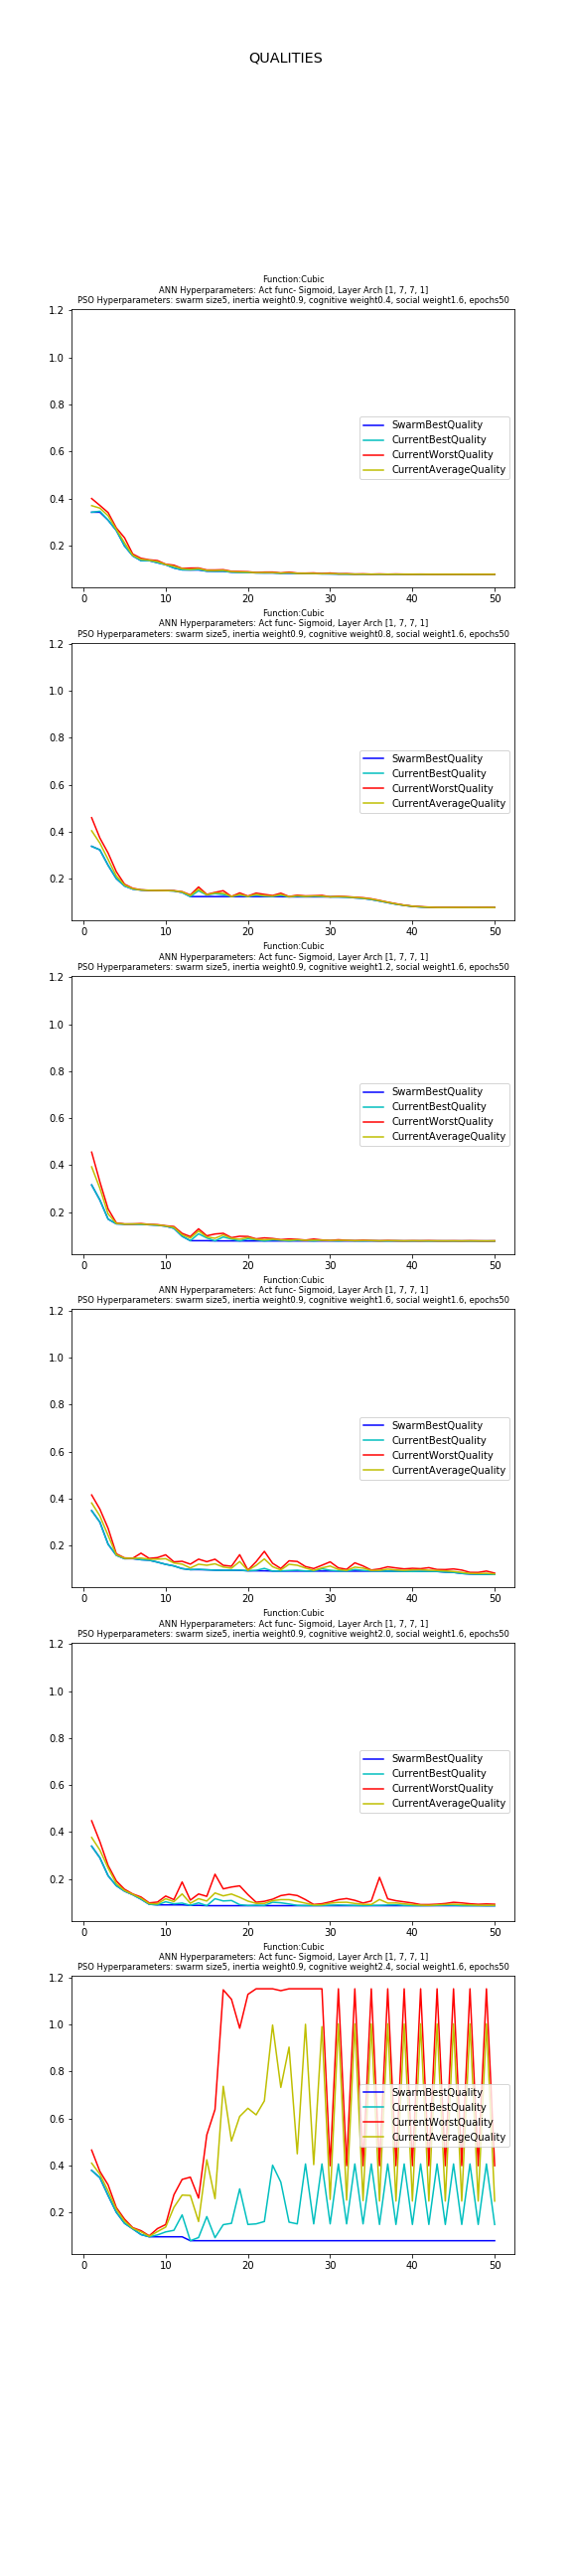 QUALITIES
Function:Cubic
ANN Hyperparameters: Act func- Sigmoid, Layer Arch [1, 7, 7, 1]
PSO Hyperparameters: swarm size5, inertia weight0.9, cognitive weight0.4, social weight1.6, epochs50
1.2
1.0
0.8
0.6
0.4
0.2
SwarmBestQuality
CurrentBestQuality
CurrentWorstQuality
CurrentAverageQuality
0 10 20 30 40 50
Function:Cubic
ANN Hyperparameters: Act func- Sigmoid, Layer Arch [1, 7, 7, 1]
PSO Hyperparameters: swarm size5, inertia weight0.9, cognitive weight0.8, social weight1.6, epochs50
1.2
1.0
0.8
0.6
0.4
0.2
SwarmBestQuality
CurrentBestQuality
CurrentWorstQuality
CurrentAverageQuality
0 10 20 30 40 50
Function:Cubic
ANN Hyperparameters: Act func- Sigmoid, Layer Arch [1, 7, 7, 1]
PSO Hyperparameters: swarm size5, inertia weight0.9, cognitive weight1.2, social weight1.6, epochs50
1.2
1.0
0.8
0.6
0.4
0.2
SwarmBestQuality
CurrentBestQuality
CurrentWorstQuality
CurrentAverageQuality
0 10 20 30 40 50
Function:Cubic
ANN Hyperparameters: Act func- Sigmoid, Layer Arch [1, 7, 7, 1]
PSO Hyperparameters: swarm size5, inertia weight0.9, cognitive weight1.6, social weight1.6, epochs50
1.2
1.0
0.8
0.6
0.4
0.2
SwarmBestQuality
CurrentBestQuality
CurrentWorstQuality
CurrentAverageQuality
0 10 20 30 40 50
Function:Cubic
ANN Hyperparameters: Act func- Sigmoid, Layer Arch [1, 7, 7, 1]
PSO Hyperparameters: swarm size5, inertia weight0.9, cognitive weight2.0, social weight1.6, epochs50
1.2
1.0
0.8
0.6
0.4
0.2
SwarmBestQuality
CurrentBestQuality
CurrentWorstQuality
CurrentAverageQuality
0 10 20 30 40 50
Function:Cubic
ANN Hyperparameters: Act func- Sigmoid, Layer Arch [1, 7, 7, 1]
PSO Hyperparameters: swarm size5, inertia weight0.9, cognitive weight2.4, social weight1.6, epochs50
1.2
1.0
0.8
0.6
0.4
0.2
SwarmBestQuality
CurrentBestQuality
CurrentWorstQuality
CurrentAverageQuality
0 10 20 30 40 50